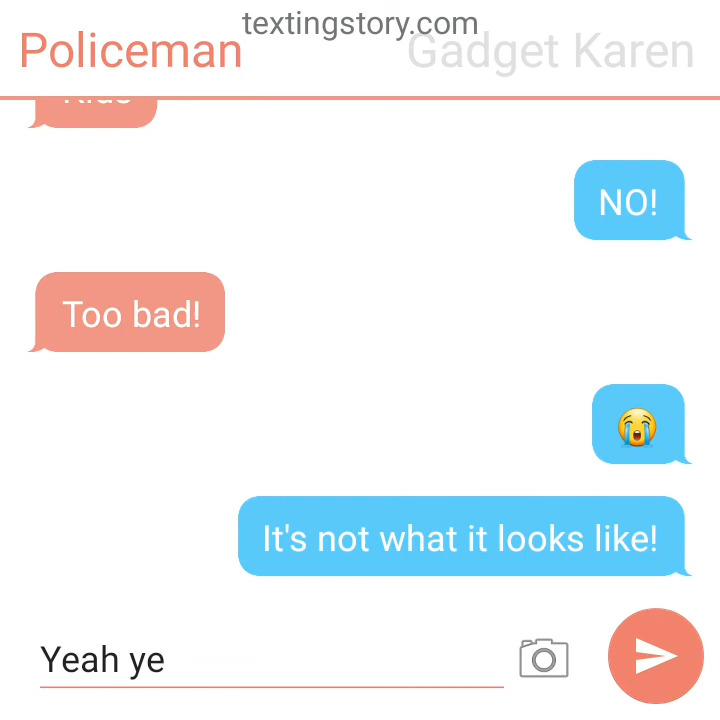 textingstory.com
Policeman
Gadget Karen
NO!
Too bad!
😭
It's not what it looks like!
Yeah ye